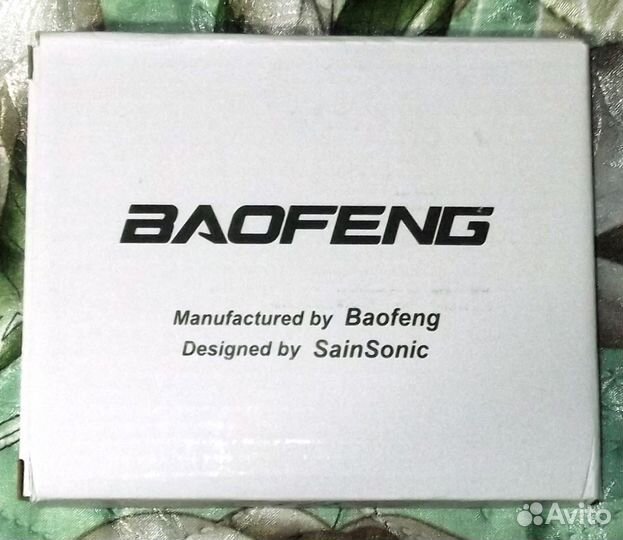 BAOFENG
Manufactured by Baofeng
Designed by SainSonic
Avito